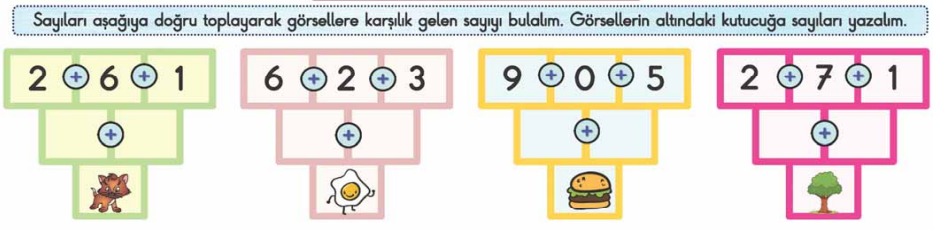 Sayıları aşağıya doğru toplayarak görsellere karşılık gelen sayıyı bulalım. Görsellerin altındaki kutucuğa sayıları yazalım.
2 + 6 + 1 6 + 2 + 3 9 + 0 + 5 2 + 7 + 1
+ + + +